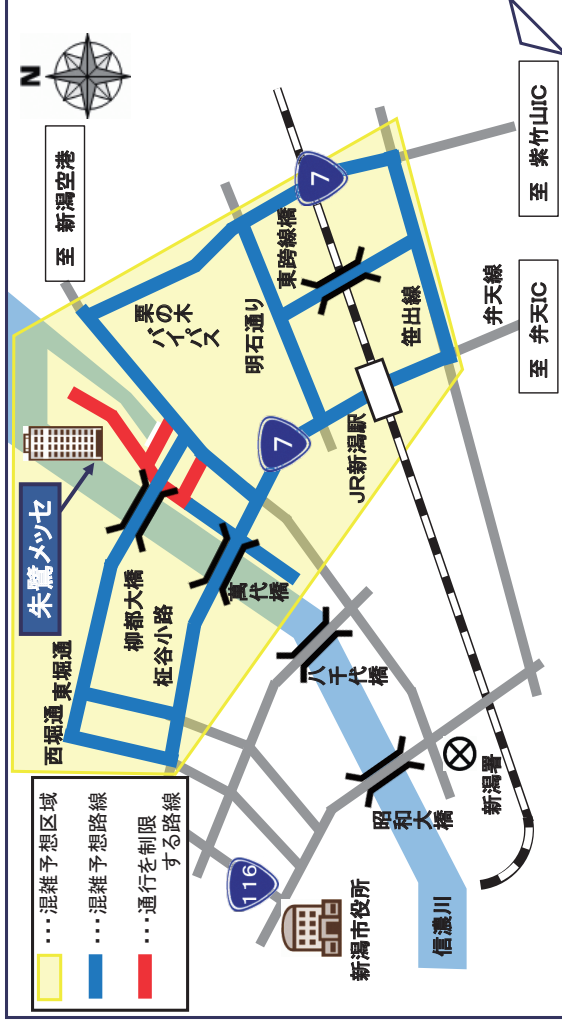 混雑予想区域
混雑予想路線
通行を制限
する路線
N
至 新潟空港
朱鷺メッセ
西堀通
東堀通
柳都大橋
柾谷小路
萬代橋
八千代橋
昭和大橋
信濃川
新潟市役所
116
新潟署
栗の木
バイパス
明石通り
東跨線橋
7
7
JR新潟駅
笹出線
弁天線
至 弁天IC
至 紫竹山IC